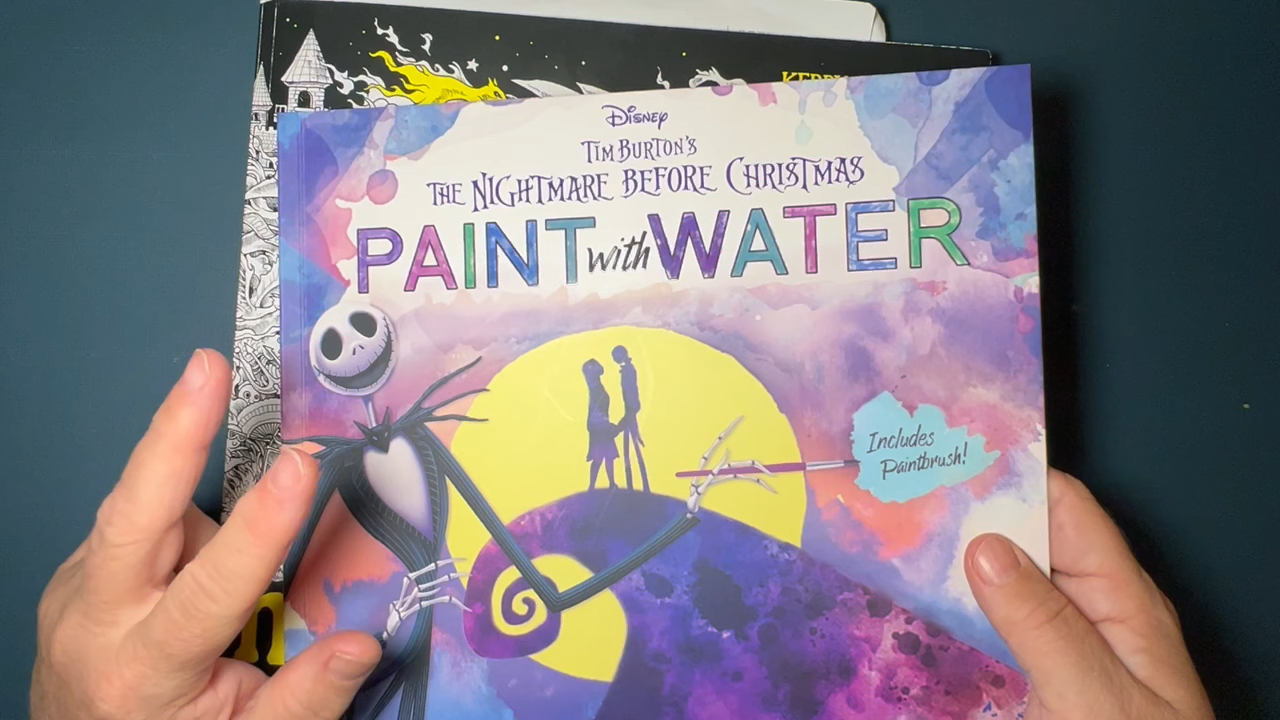 Disney
Tim Burton's
The Nightmare Before Christmas
PAINT with WATER
Includes
Paintbrush!